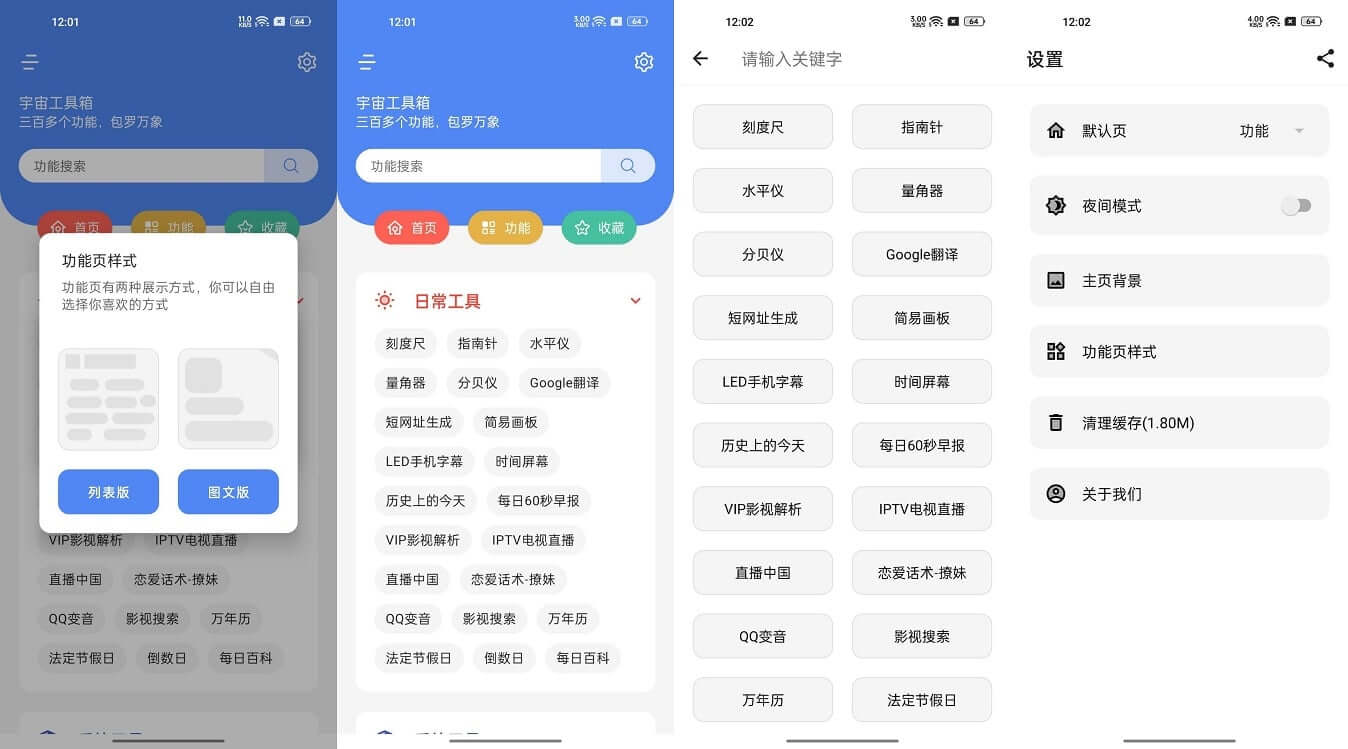 12:01
11.0 KB/S
64
宇宙工具箱
三百多个功能，包罗万象
功能搜索
首页
功能
收藏
功能页样式
功能页有两种展示方式，你可以自由
选择你喜欢的方式
列表版
图文版
VIP影视解析
IPTV电视直播
直播中国
恋爱话术-撩妹
QQ变音
影视搜索
万年历
法定节假日
倒数日
每日百科
12:01
3.00 KB/S
64
宇宙工具箱
三百多个功能，包罗万象
功能搜索
首页
功能
收藏
日常工具
刻度尺
指南针
水平仪
量角器
分贝仪
Google翻译
短网址生成
简易画板
LED手机字幕
时间屏幕
历史上的今天
每日60秒早报
VIP影视解析
IPTV电视直播
直播中国
恋爱话术-撩妹
QQ变音
影视搜索
万年历
法定节假日
倒数日
每日百科
12:02
3.00 KB/S
64
请输入关键字
刻度尺
指南针
水平仪
量角器
分贝仪
Google翻译
短网址生成
简易画板
LED手机字幕
时间屏幕
历史上的今天
每日60秒早报
VIP影视解析
IPTV电视直播
直播中国
恋爱话术-撩妹
QQ变音
影视搜索
万年历
法定节假日
12:02
4.00 KB/S
64
设置
默认页
功能
夜间模式
主页背景
功能页样式
清理缓存(1.80M)
关于我们